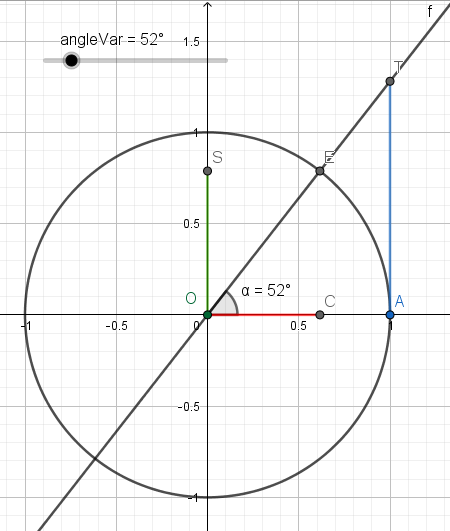 f
angleVar = 52°
1.5
T
1
S
E
0.5
α = 52°
O
C
A
-1
-0.5
0
0.5
1
-0.5
-1